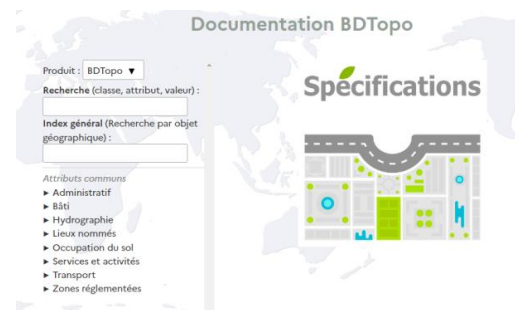 Documentation BDTopo
Produit : BDTopo ▼
Recherche (classe, attribut, valeur) :
Index général (Recherche par objet
géographique) :
Attributs communs
► Administratif
► Bâti
► Hydrographie
► Lieux nommés
► Occupation du sol
► Services et activités
► Transport
► Zones réglementées
Spécifications